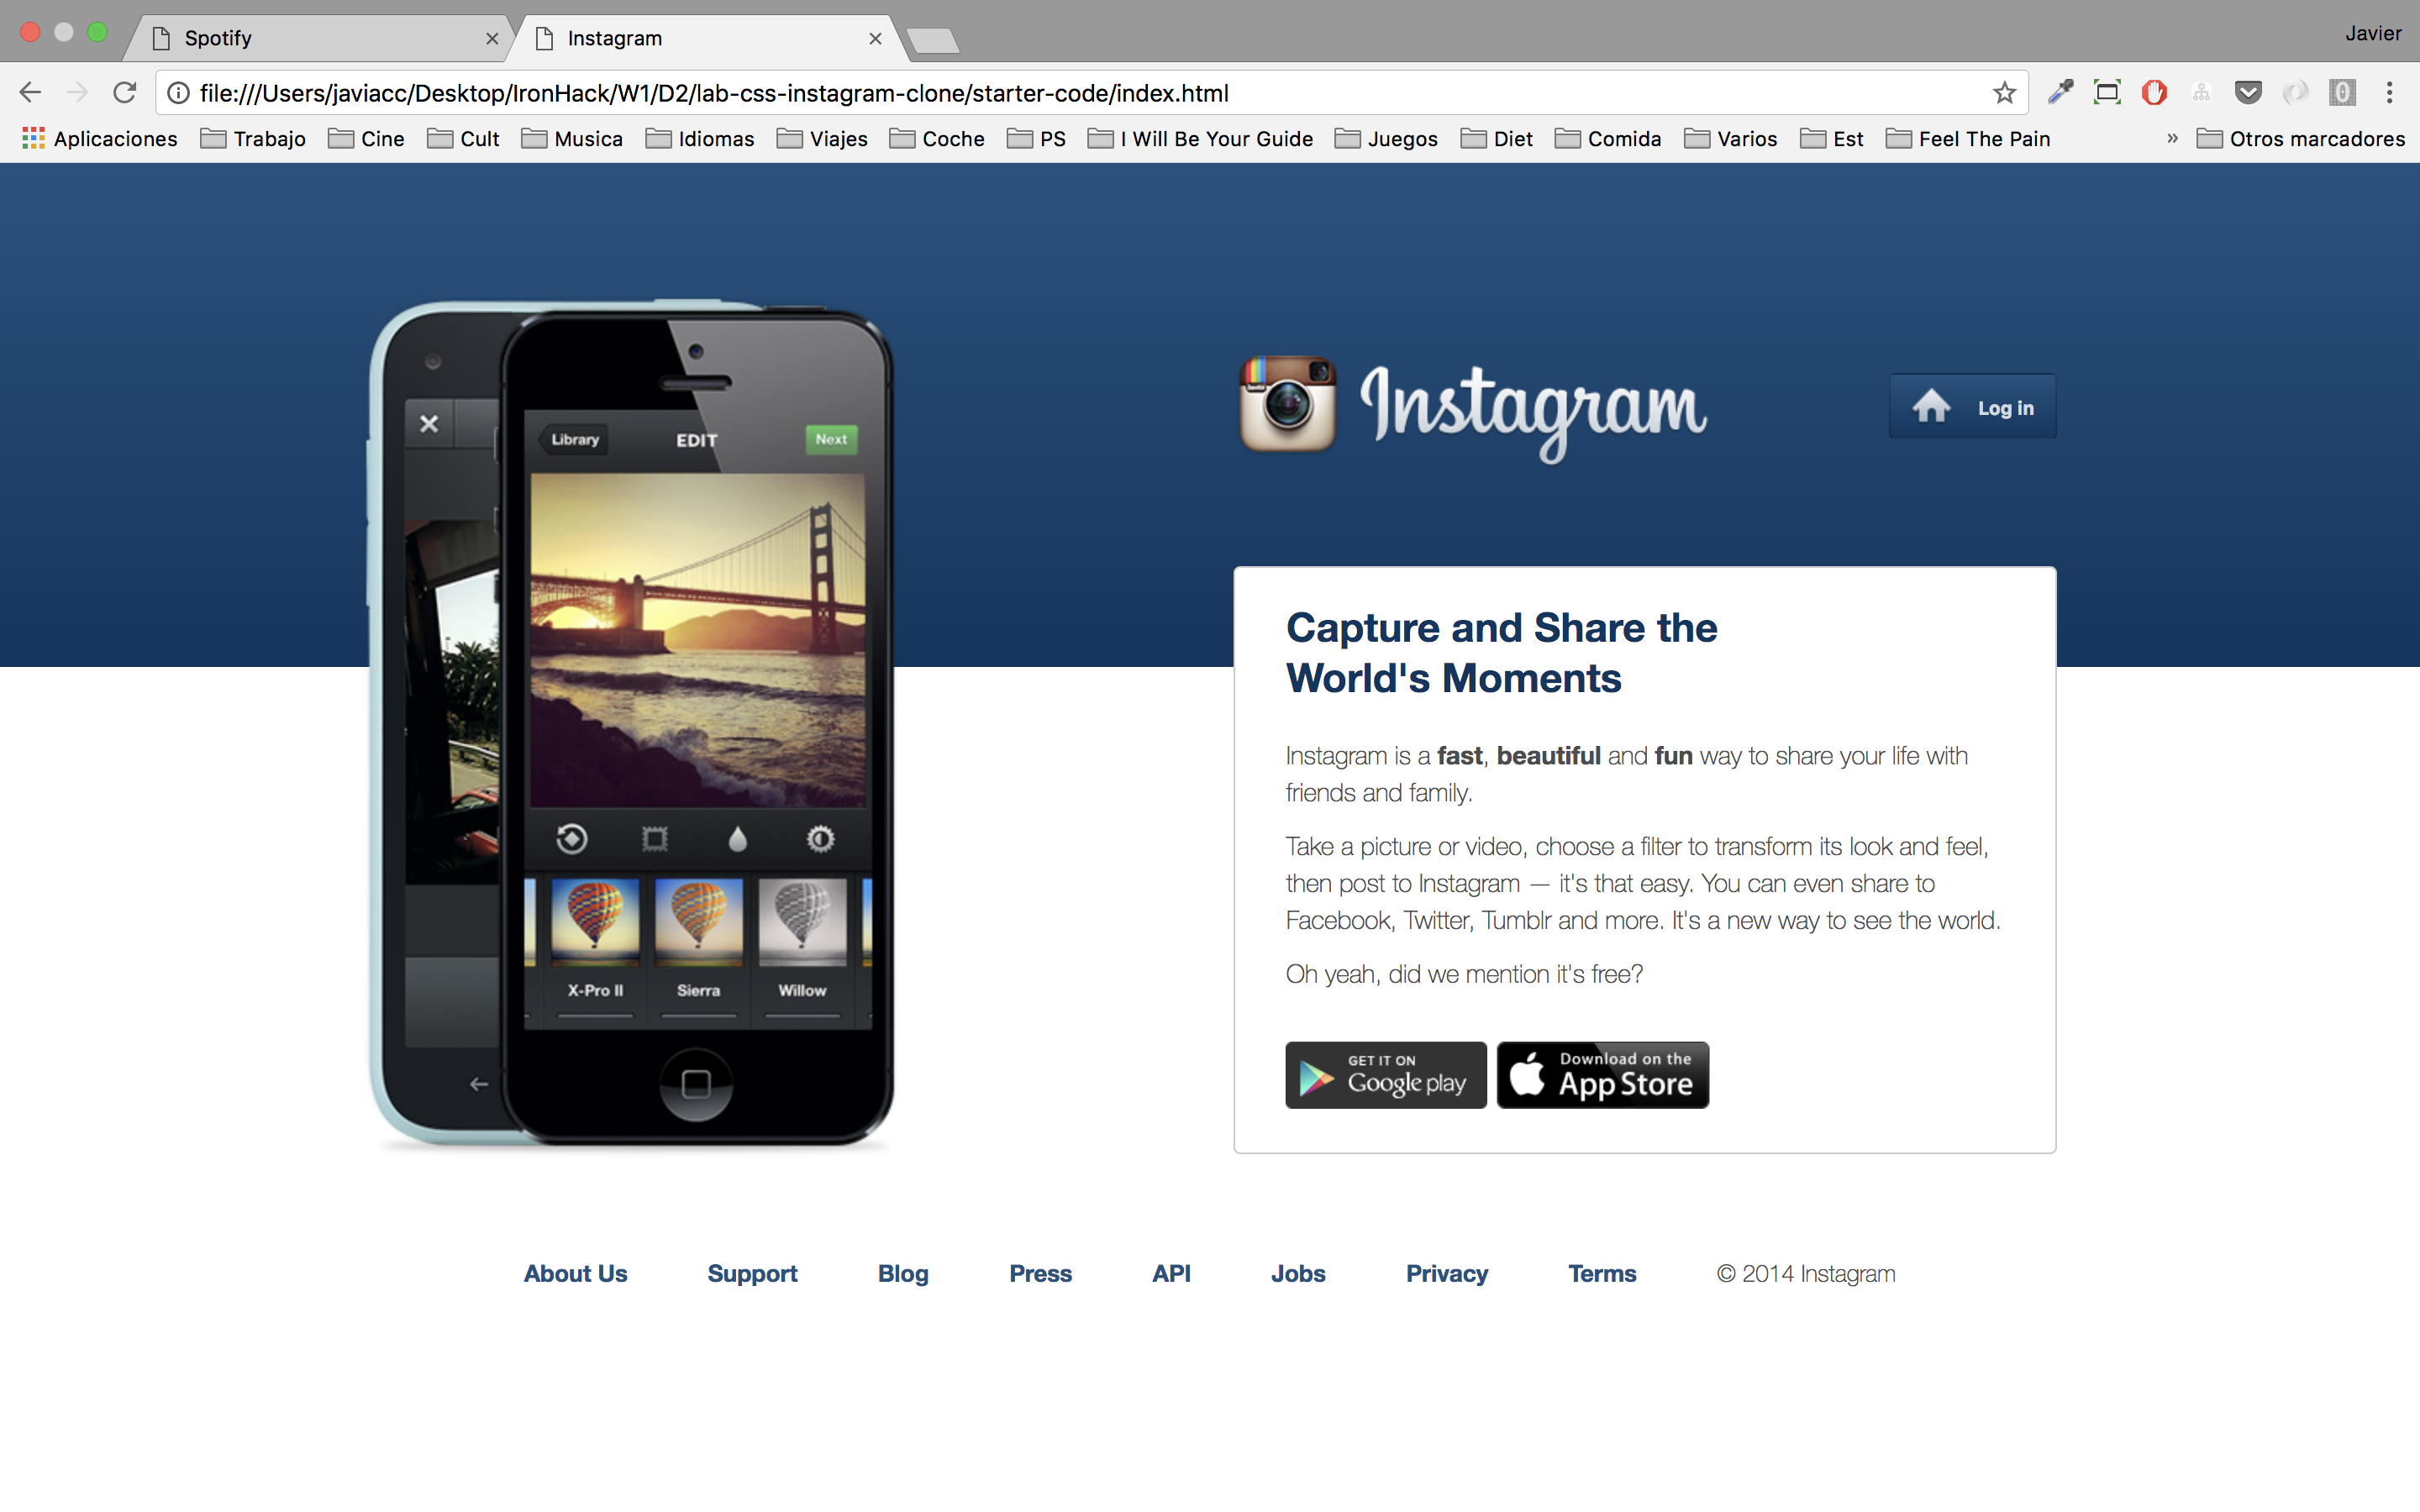 Spotify
Instagram
Javier
file:///Users/javiacc/Desktop/IronHack/W1/D2/lab-css-instagram-clone/starter-code/index.html
Aplicaciones Trabajo Cine Cult Musica Idiomas Viajes Coche PS I Will Be Your Guide Juegos Diet Comida Varios Est Feel The Pain » Otros marcadores
Library EDIT Next
X-Pro II Sierra Willow
Instagram
Log in
Capture and Share the
World's Moments
Instagram is a fast, beautiful and fun way to share your life with
friends and family.
Take a picture or video, choose a filter to transform its look and feel,
then post to Instagram — it's that easy. You can even share to
Facebook, Twitter, Tumblr and more. It's a new way to see the world.
Oh yeah, did we mention it's free?
GET IT ON
Google play
Download on the
App Store
About Us Support Blog Press API Jobs Privacy Terms © 2014 Instagram